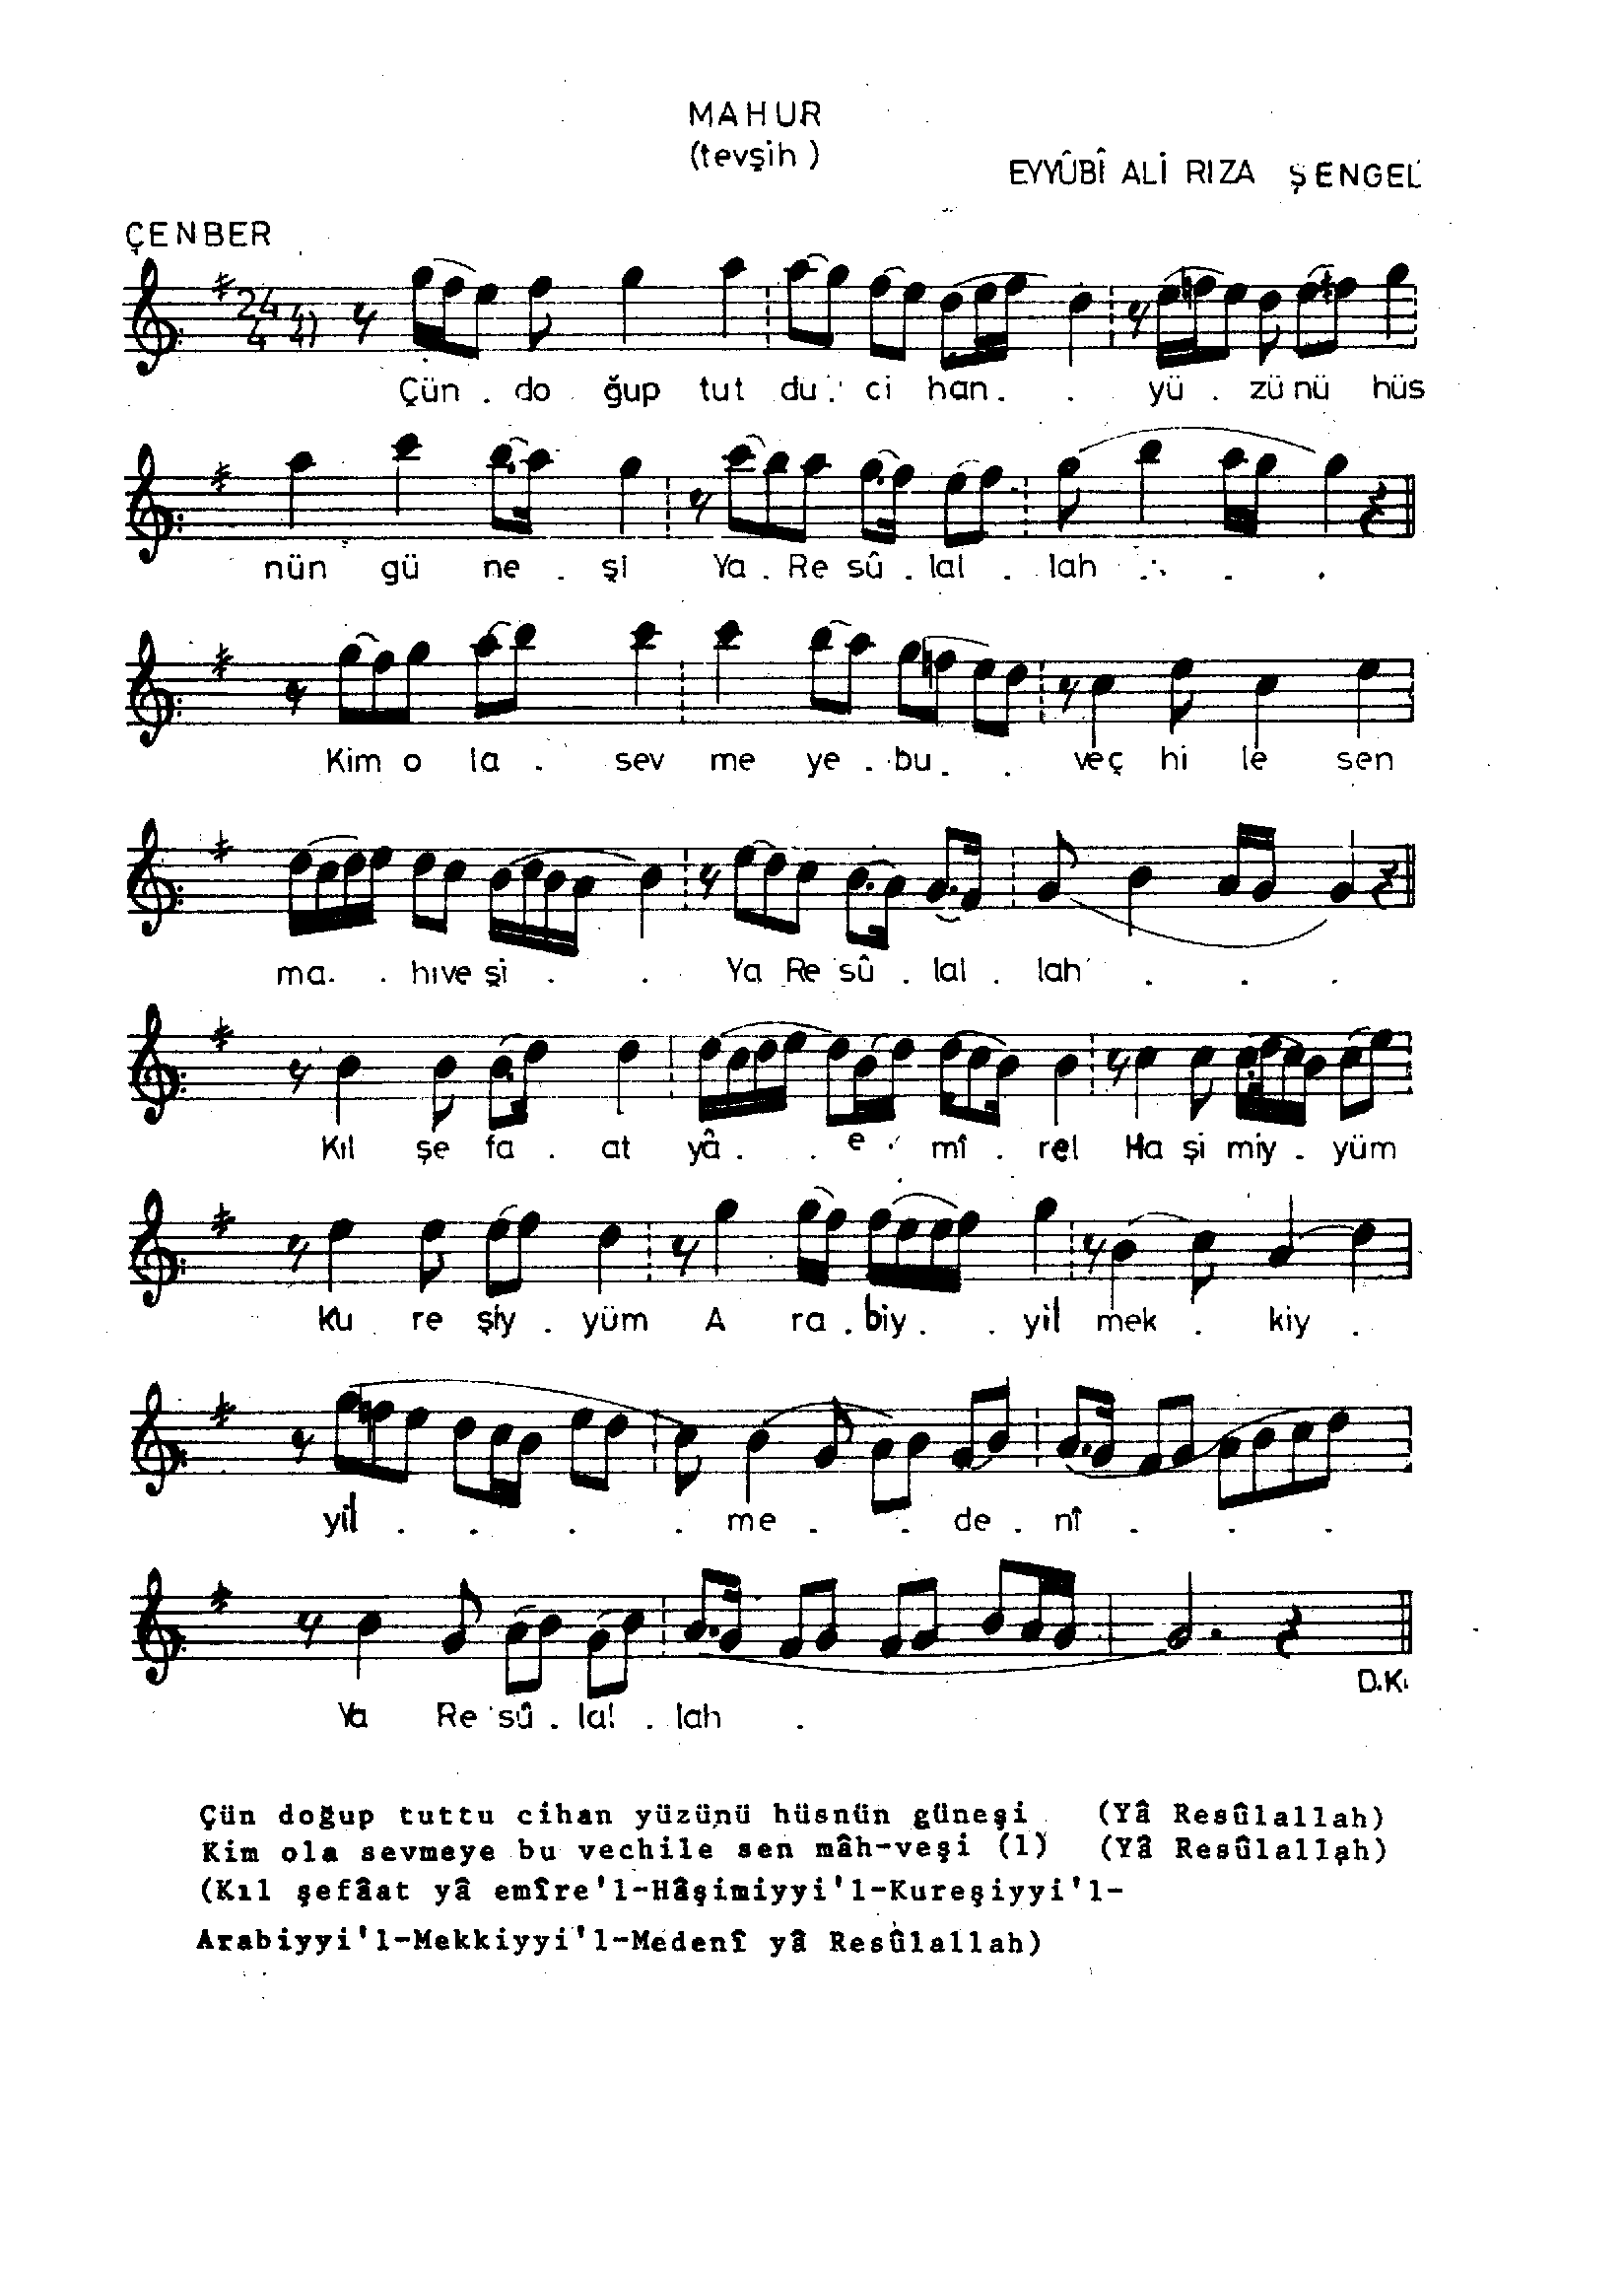 MAHUR
(tevşih)
EYYÛBÎ ALİ RIZA ŞENGEL
ÇENBER
24 4
4 4)
Çün . do ğup tut du . ci han . . yü . zü nü hüs
nün gü ne . şi Ya . Re sû . lal . lah . . .
Kim o la . sev me ye . bu . . veç hi le sen
ma . . hıve şi . . Ya Re sû . lal . lah . . .
Kıl şe fa . at yâ . . e . mî . rel Ha şi miy . yüm
Ku re şiy . yüm A ra . biy . . yil mek . kiy .
yil . . . . me . . de . nî . . .
Ya Re sû . lal . lah .
D.K.
Çün doğup tuttu cihan yüzünü hüsnün güneşi (Yâ Resûlallah)
Kim ola sevmeye bu vechile sen mâh-veşi (1) (Yâ Resûlallah)
(Kıl şefâat yâ emîre'l-Hâşimiyyi'l-Kureşiyyi'l-
Arabiyyi'l-Mekkiyyi'l-Medenî yâ Resûlallah)